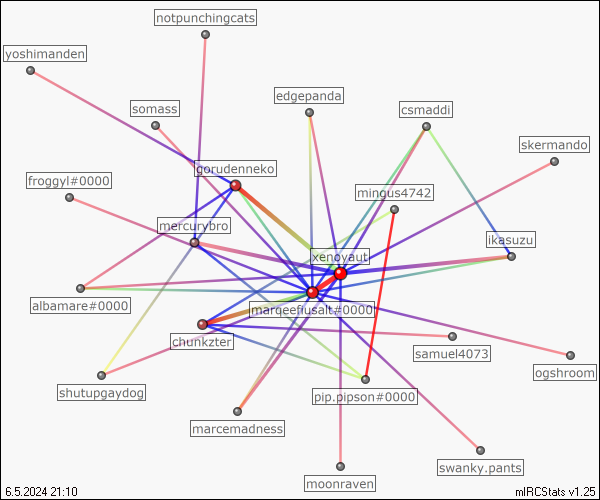 notpunchingcats
yoshimanden
edgepanda
somass
csmaddi
skermando
gorudenneko
froggyl#0000
mingus4742
mercurybro
ikasuzu
xenoyaut
albamare#0000
marqeefiusalt#0000
chunkzter
samuel4073
ogshroom
shutupgaydog
pip.pipson#0000
marcemadness
swanky.pants
moonraven
6.5.2024 21:10
mIRCStats v1.25